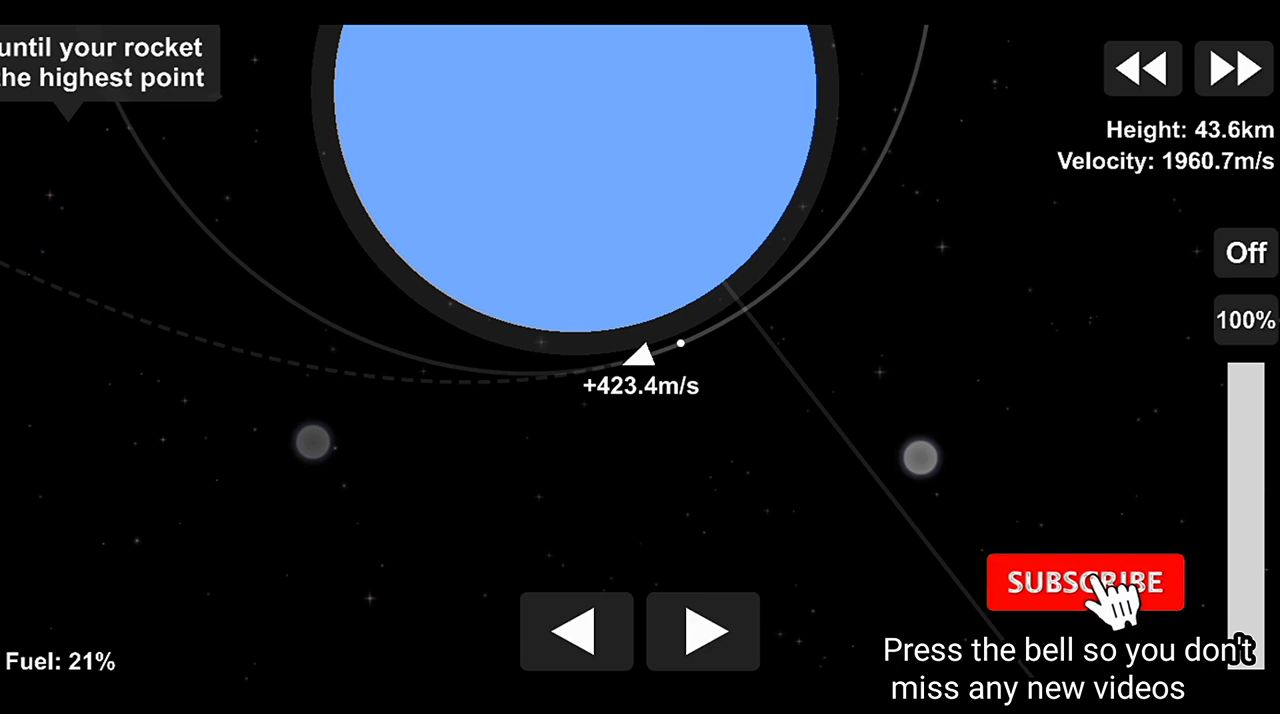 until your rocket
the highest point
Height: 43.6km
Velocity: 1960.7m/s
Off
100%
+423.4m/s
SUBSCRIBE
Fuel: 21%
Press the bell so you don't
miss any new videos